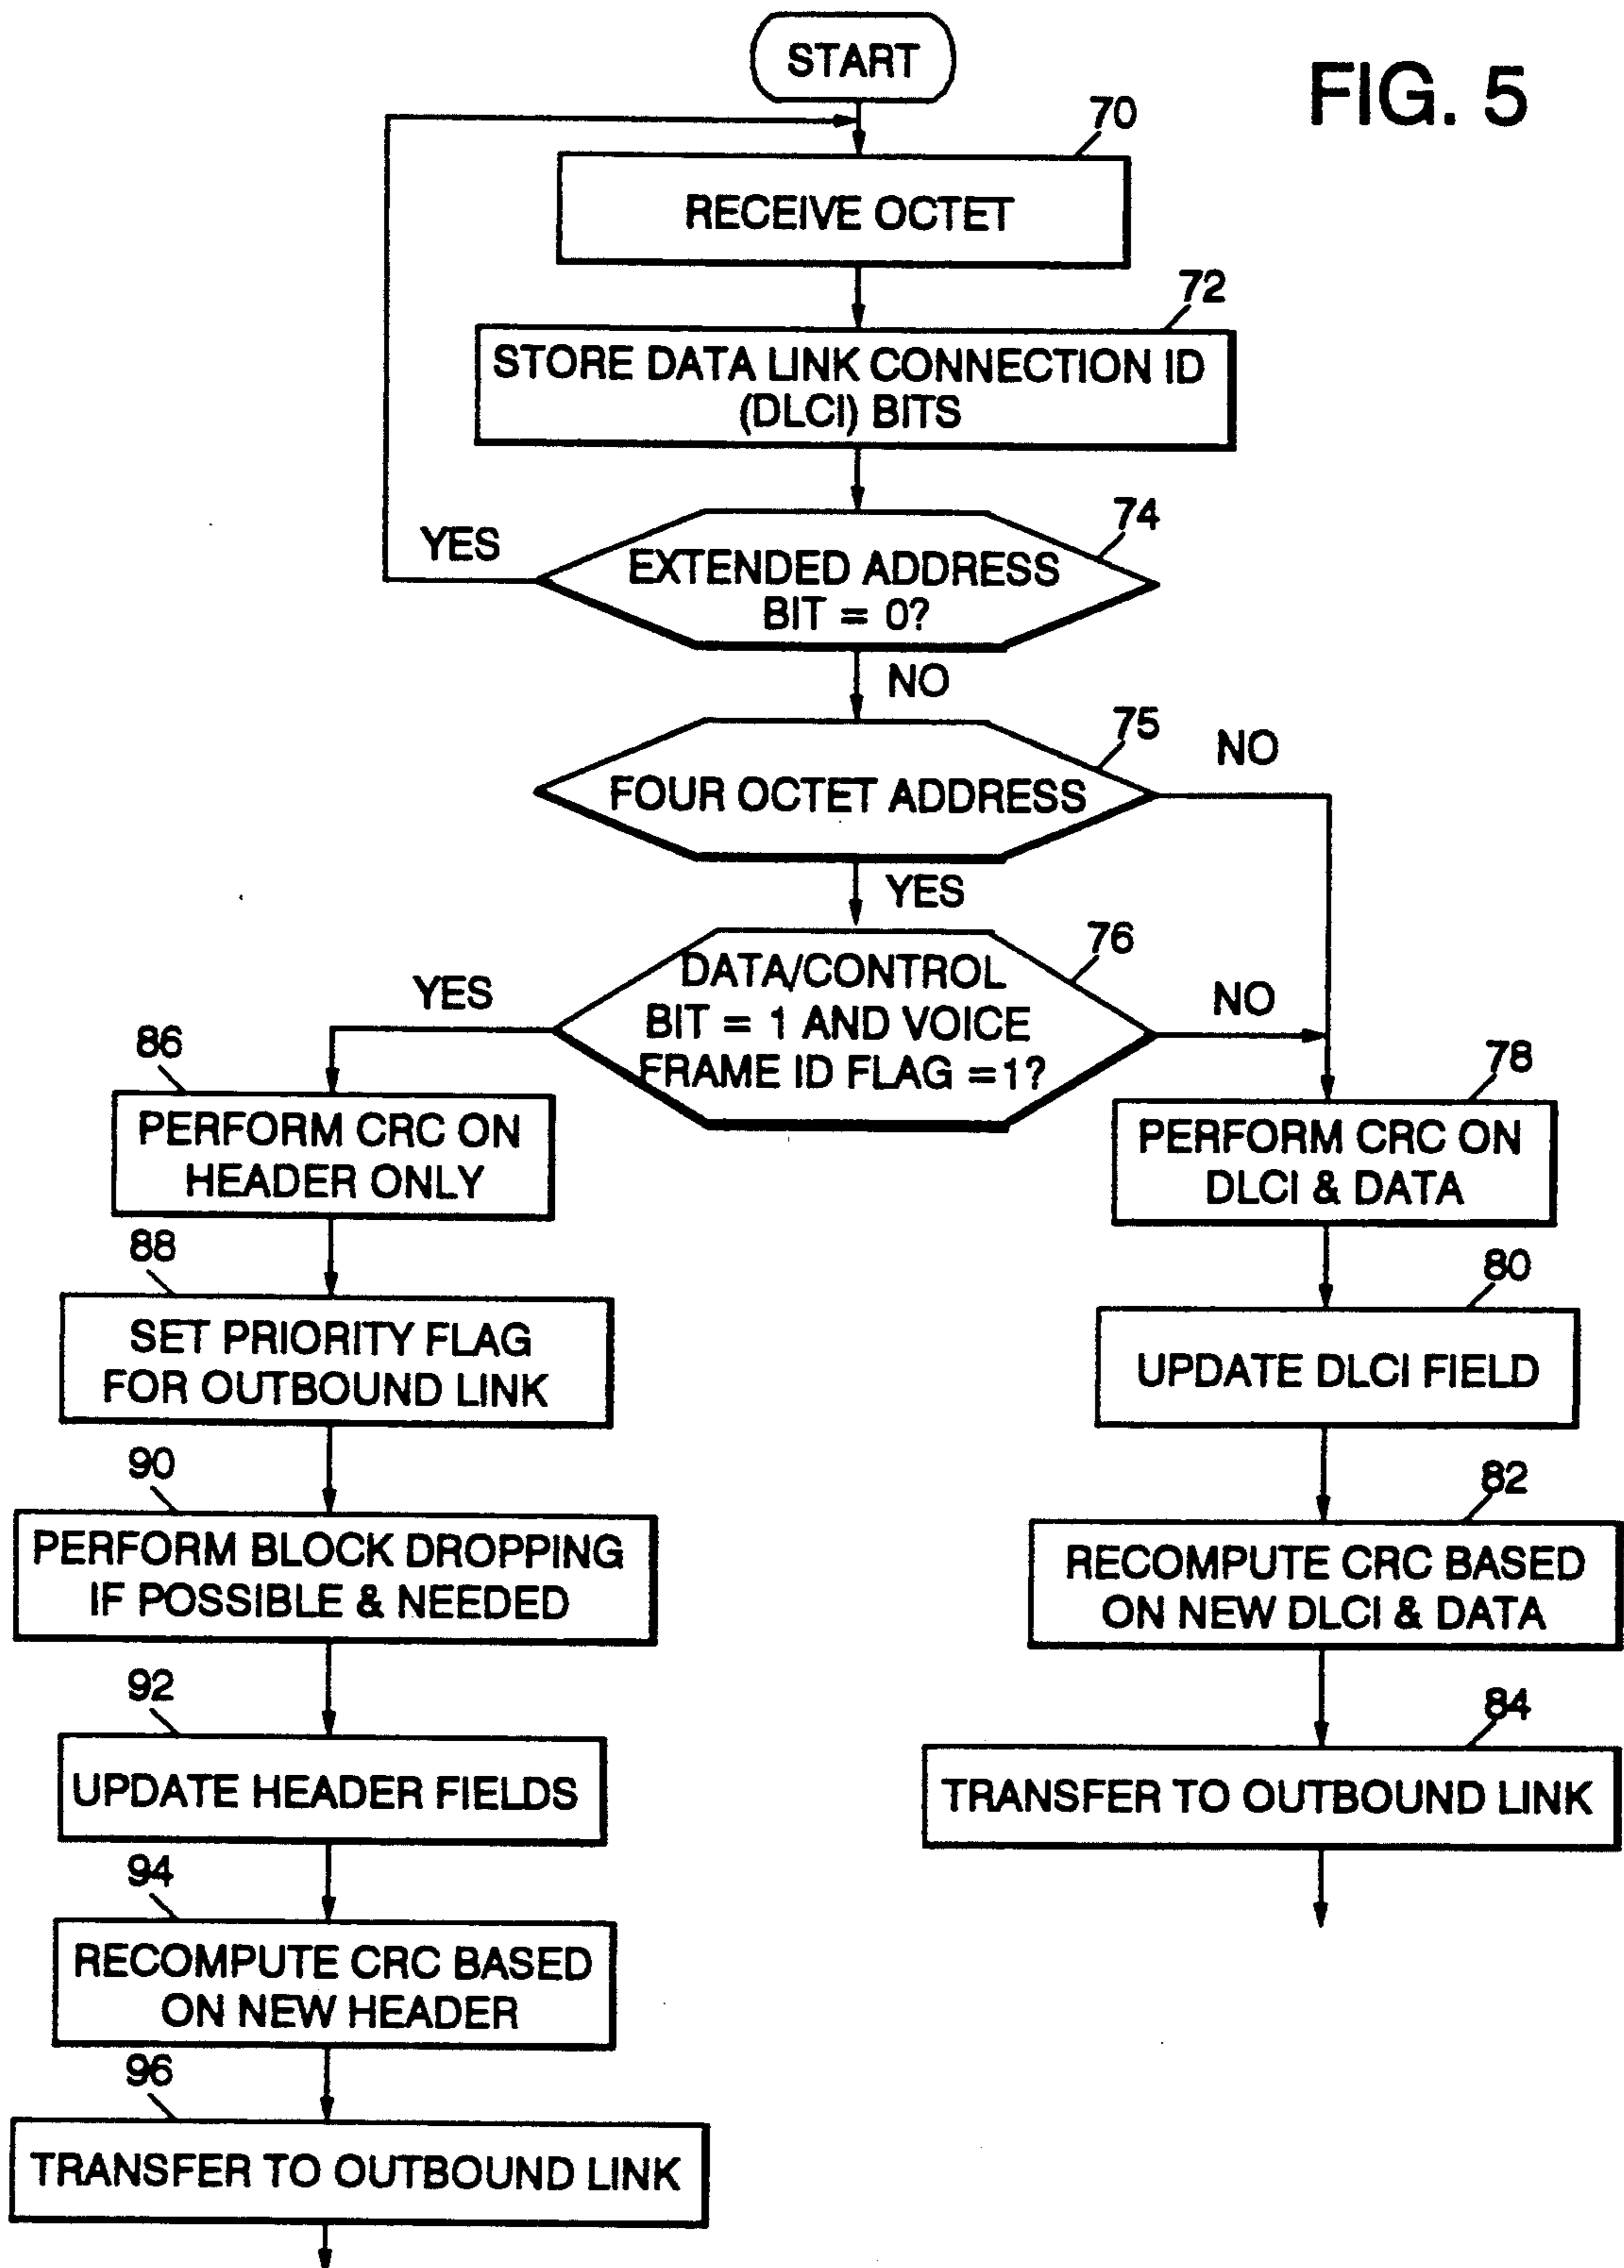 START
FIG. 5
70
RECEIVE OCTET
72
STORE DATA LINK CONNECTION ID
(DLCI) BITS
74
YES
EXTENDED ADDRESS
BIT = 0?
NO
75
NO
FOUR OCTET ADDRESS
YES
76
YES
DATA/CONTROL
BIT = 1 AND VOICE
FRAME ID FLAG =1?
NO
86
PERFORM CRC ON
HEADER ONLY
78
PERFORM CRC ON
DLCI & DATA
88
SET PRIORITY FLAG
FOR OUTBOUND LINK
80
UPDATE DLCI FIELD
90
PERFORM BLOCK DROPPING
IF POSSIBLE & NEEDED
82
RECOMPUTE CRC BASED
ON NEW DLCI & DATA
92
UPDATE HEADER FIELDS
84
TRANSFER TO OUTBOUND LINK
94
RECOMPUTE CRC BASED
ON NEW HEADER
96
TRANSFER TO OUTBOUND LINK